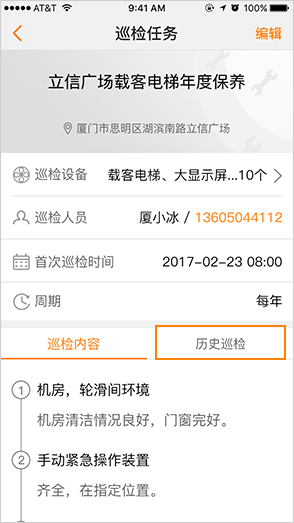 AT&T 9:41 AM 100%
巡检任务 编辑
立信广场载客电梯年度保养
厦门市思明区湖滨南路立信广场
巡检设备 载客电梯、大显示屏...10个
巡检人员 厦小冰 / 13605044112
首次巡检时间 2017-02-23 08:00
周期 每年
巡检内容 历史巡检
1 机房，轮滑间环境
机房清洁情况良好，门窗完好。
2 手动紧急操作装置
齐全，在指定位置。